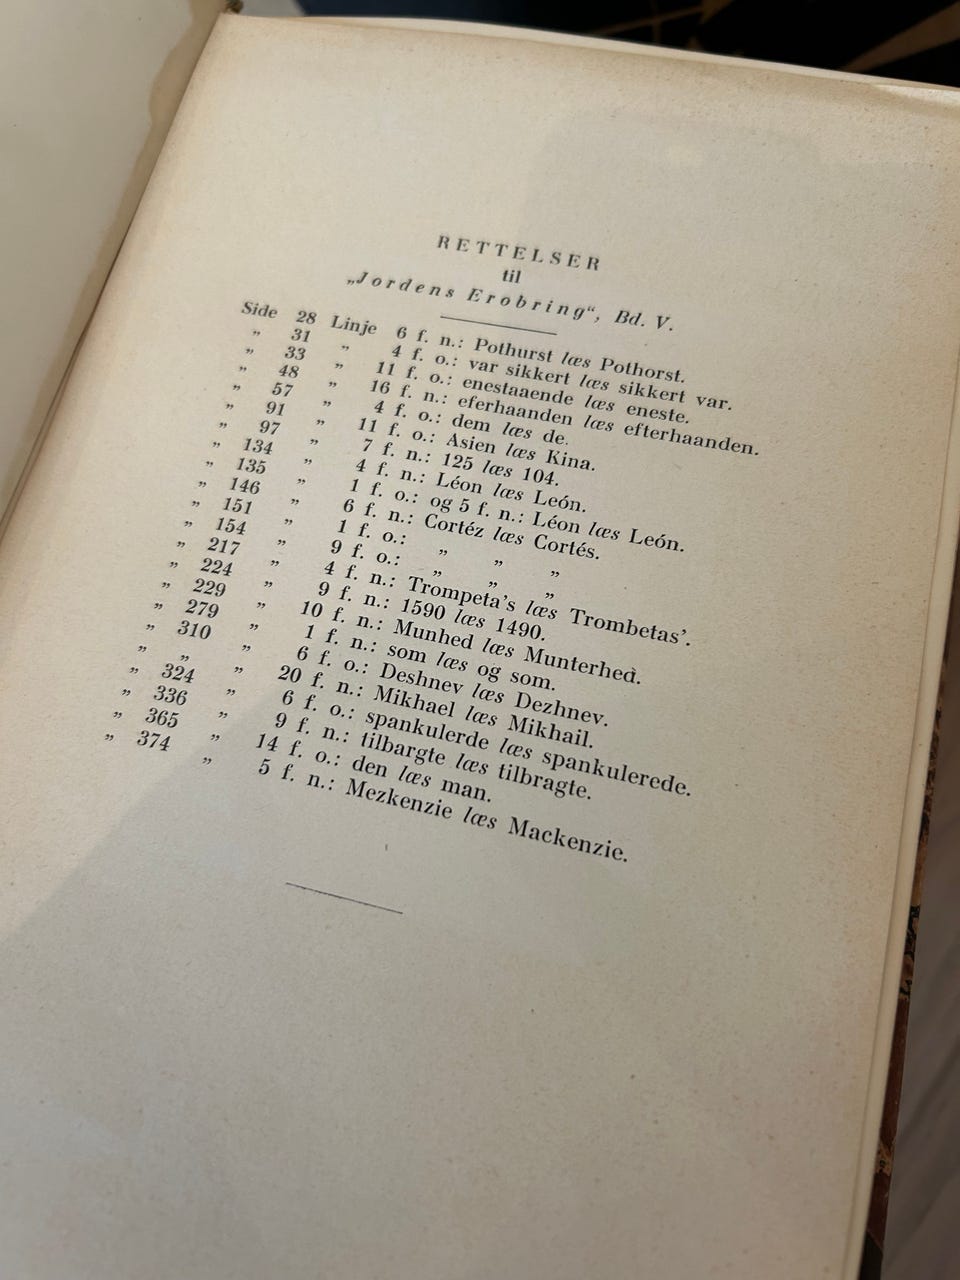 RETTELSER
til
„Jordens Erobring“, Bd. V.
Side 28 Linje 6 f. n.: Pothurst læs Pothorst.
„ 31 „ 4 f. o.: var sikkert læs sikkert var.
„ 33 „ 11 f. o.: enestaaende læs eneste.
„ 48 „ 16 f. n.: eferhaanden læs efterhaanden.
„ 57 „ 4 f. o.: dem læs de.
„ 91 „ 11 f. o.: Asien læs Kina.
„ 97 „ 7 f. n.: 125 læs 104.
„ 134 „ 4 f. n.: Léon læs León.
„ 135 „ 1 f. o.: og 5 f. n.: Léon læs León.
„ 146 „ 6 f. n.: Cortéz læs Cortés.
„ 151 „ 1 f. o.: „ „ „
„ 154 „ 9 f. o.: „ „ „
„ 217 „ 4 f. n.: Trompeta's læs Trombetas'.
„ 224 „ 9 f. n.: 1590 læs 1490.
„ 229 „ 10 f. n.: Munhed læs Munterhed.
„ 279 „ 1 f. n.: som læs og som.
„ 310 „ 6 f. o.: Deshnev læs Dezhnev.
„ „ „ 20 f. n.: Mikhael læs Mikhail.
„ 324 „ 6 f. o.: spankulerde læs spankulerede.
„ 336 „ 9 f. n.: tilbargte læs tilbragte.
„ 365 „ 14 f. o.: den læs man.
„ 374 „ 5 f. n.: Mezkenzie læs Mackenzie.